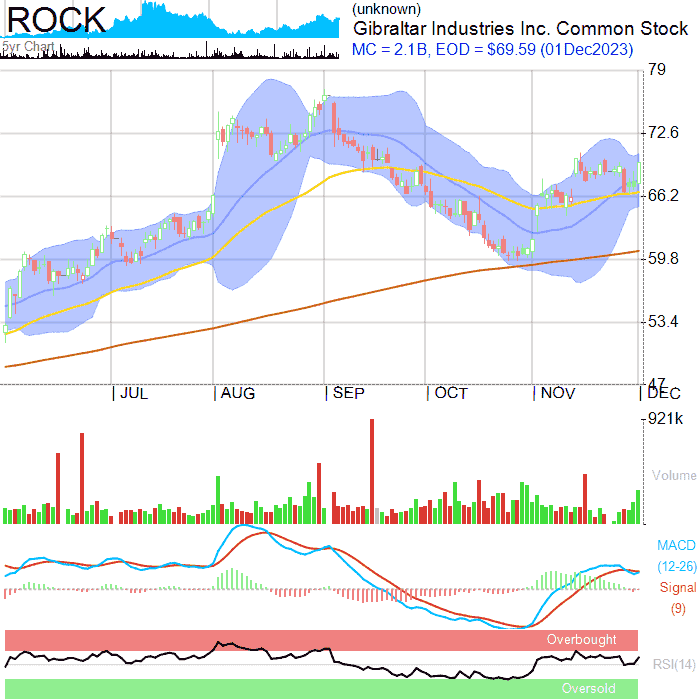 ROCK
5yr Chart
(unknown)
Gibraltar Industries Inc. Common Stock
MC = 2.1B, EOD = $69.59 (01Dec2023)
79
72.6
66.2
59.8
53.4
47
JUL AUG SEP OCT NOV DEC
921k
Volume
MACD
(12-26)
Signal
(9)
Overbought
RSI(14)
Oversold